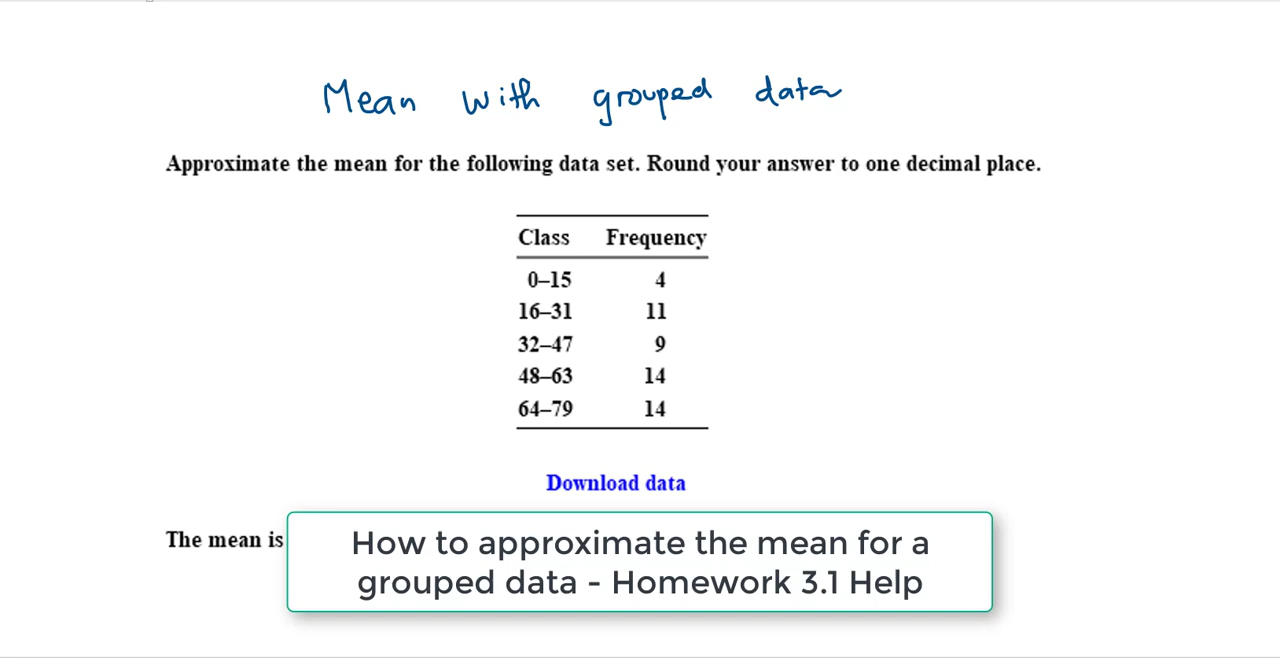 Mean with grouped data
Approximate the mean for the following data set. Round your answer to one decimal place.
Class Frequency
0–15 4
16–31 11
32–47 9
48–63 14
64–79 14
Download data
The mean is
How to approximate the mean for a
grouped data - Homework 3.1 Help